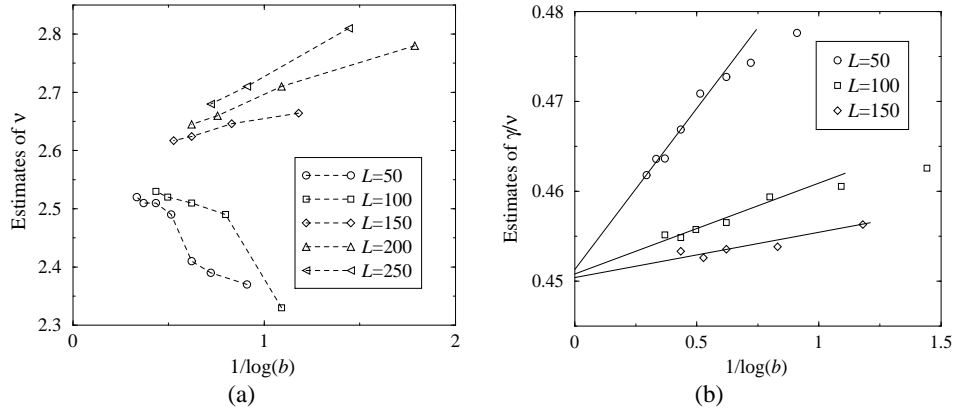 2.8
2.7
2.6
2.5
2.4
2.3
Estimates of ν
L=50
L=100
L=150
L=200
L=250
0 1 2
1/log(b)
(a)
0.48
0.47
0.46
0.45
0.44
Estimates of γ/ν
L=50
L=100
L=150
0 0.5 1 1.5
1/log(b)
(b)